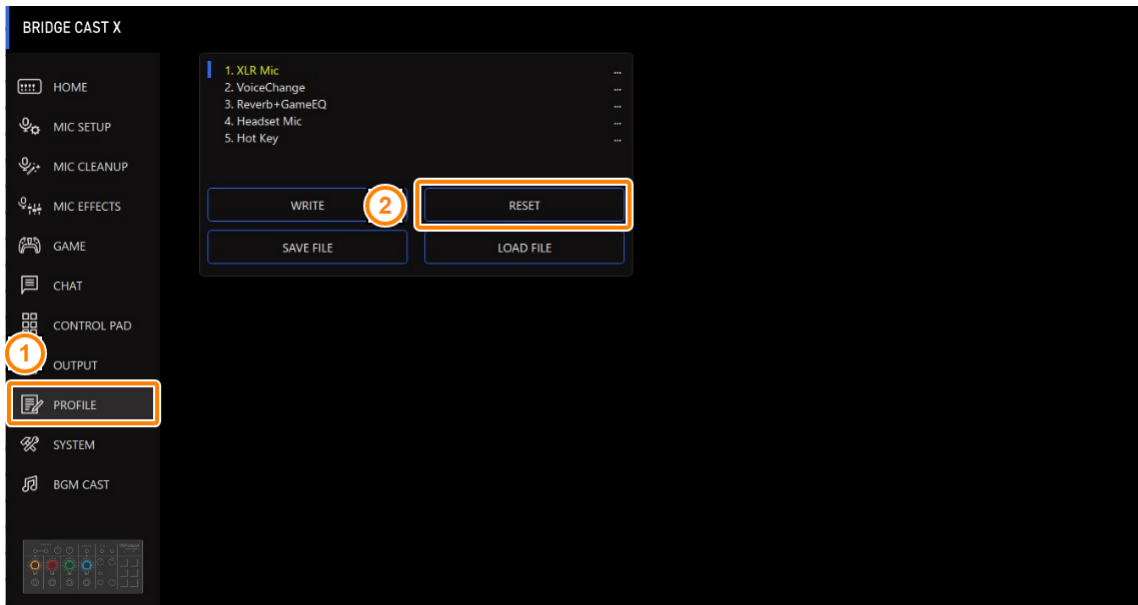 BRIDGE CAST X
HOME
MIC SETUP
MIC CLEANUP
MIC EFFECTS
GAME
CHAT
CONTROL PAD
1
OUTPUT
PROFILE
SYSTEM
BGM CAST
1. XLR Mic ...
2. VoiceChange ...
3. Reverb+GameEQ ...
4. Headset Mic ...
5. Hot Key ...
WRITE 2 RESET
SAVE FILE LOAD FILE